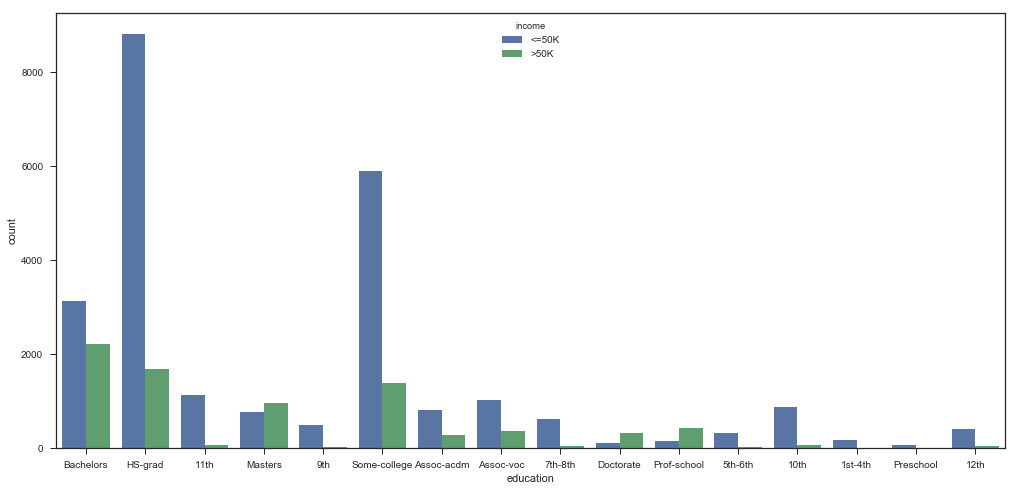 income
<=50K
>50K
8000
6000
4000
2000
0
count
Bachelors HS-grad 11th Masters 9th Some-college Assoc-acdm Assoc-voc 7th-8th Doctorate Prof-school 5th-6th 10th 1st-4th Preschool 12th
education